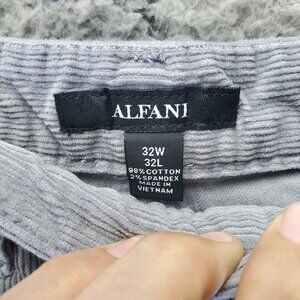 ALFANI
32W
32L
98% COTTON
2% SPANDEX
MADE IN
VIETNAM